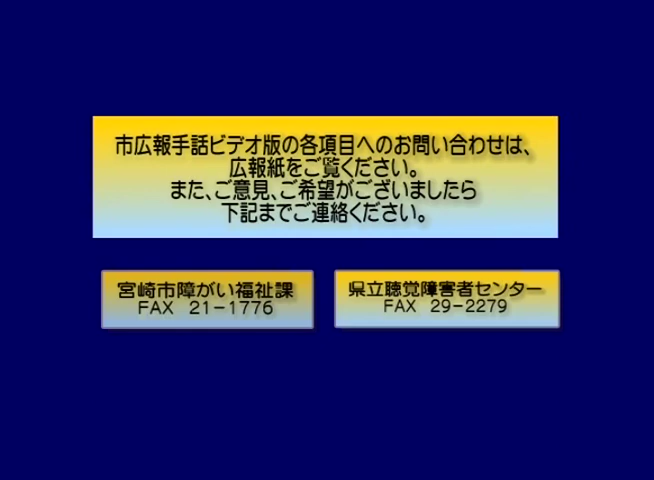 市広報手話ビデオ版の各項目へのお問い合わせは、
広報紙をご覧ください。
また、ご意見、ご希望がございましたら
下記までご連絡ください。
宮崎市障がい福祉課
FAX 21-1776
県立聴覚障害者センター
FAX 29-2279